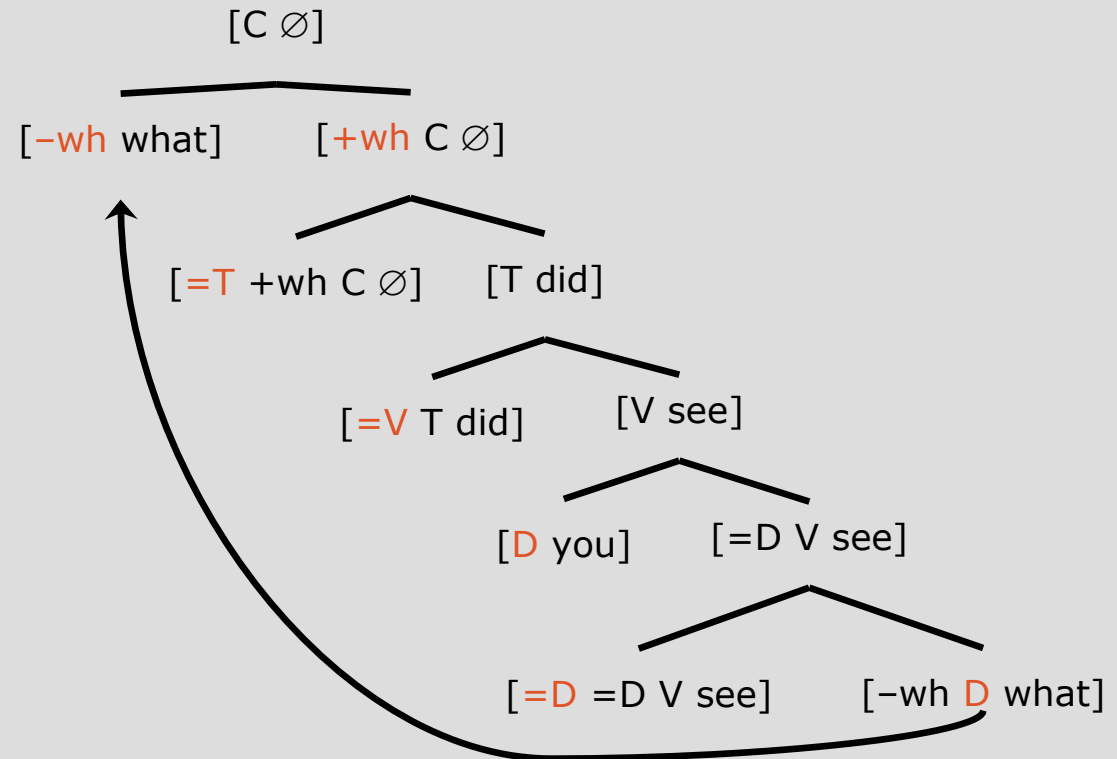 [C ∅]
[–wh what] [+wh C ∅]
[=T +wh C ∅] [T did]
[=V T did] [V see]
[D you] [=D V see]
[=D =D V see] [–wh D what]